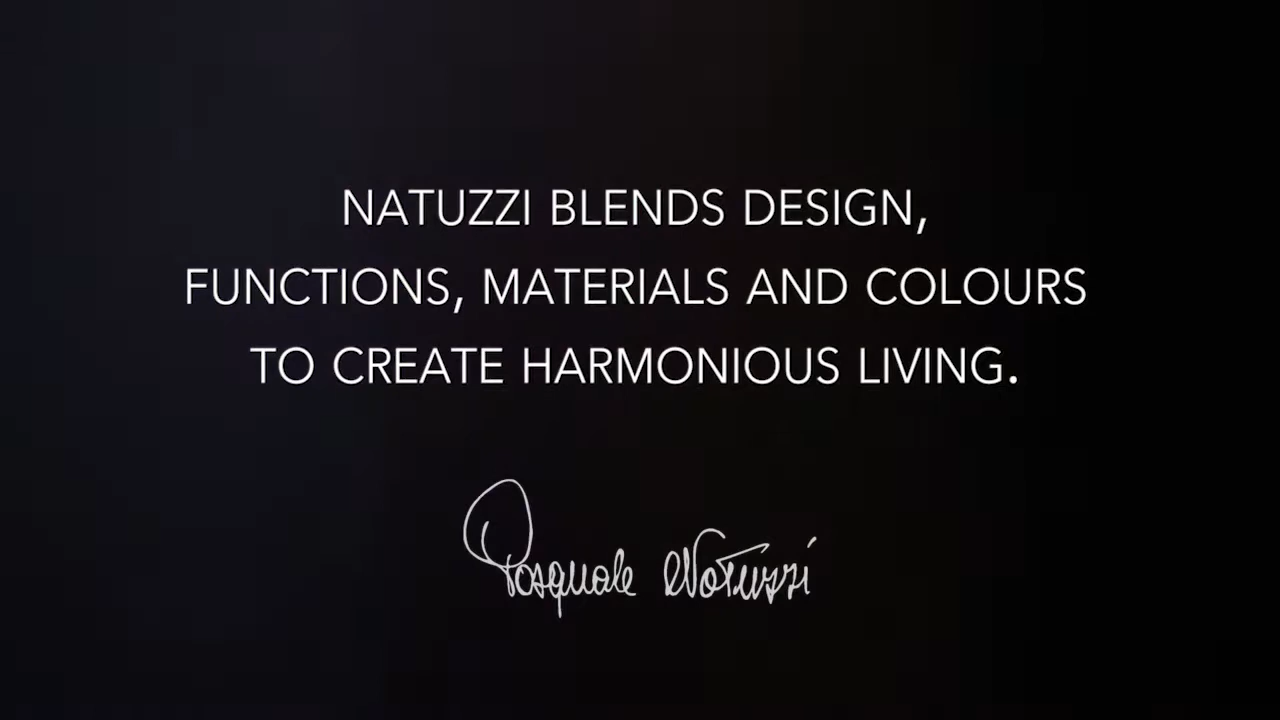 NATUZZI BLENDS DESIGN,
FUNCTIONS, MATERIALS AND COLOURS
TO CREATE HARMONIOUS LIVING.
Pasquale Natuzzi